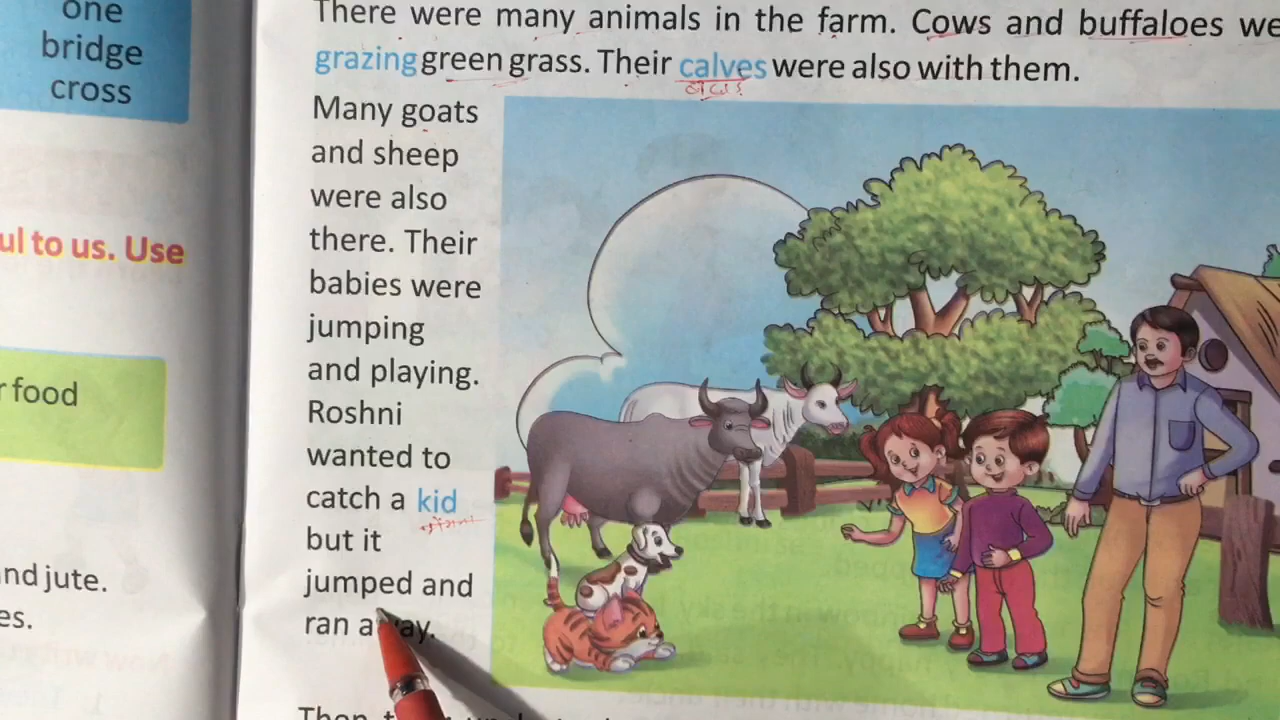 one
bridge
cross
ul to us. Use
r food
nd jute.
es.
There were many animals in the farm. Cows and buffaloes we
grazing green grass. Their calves were also with them.
Many goats
and sheep
were also
there. Their
babies were
jumping
and playing.
Roshni
wanted to
catch a kid
but it
jumped and
ran away.